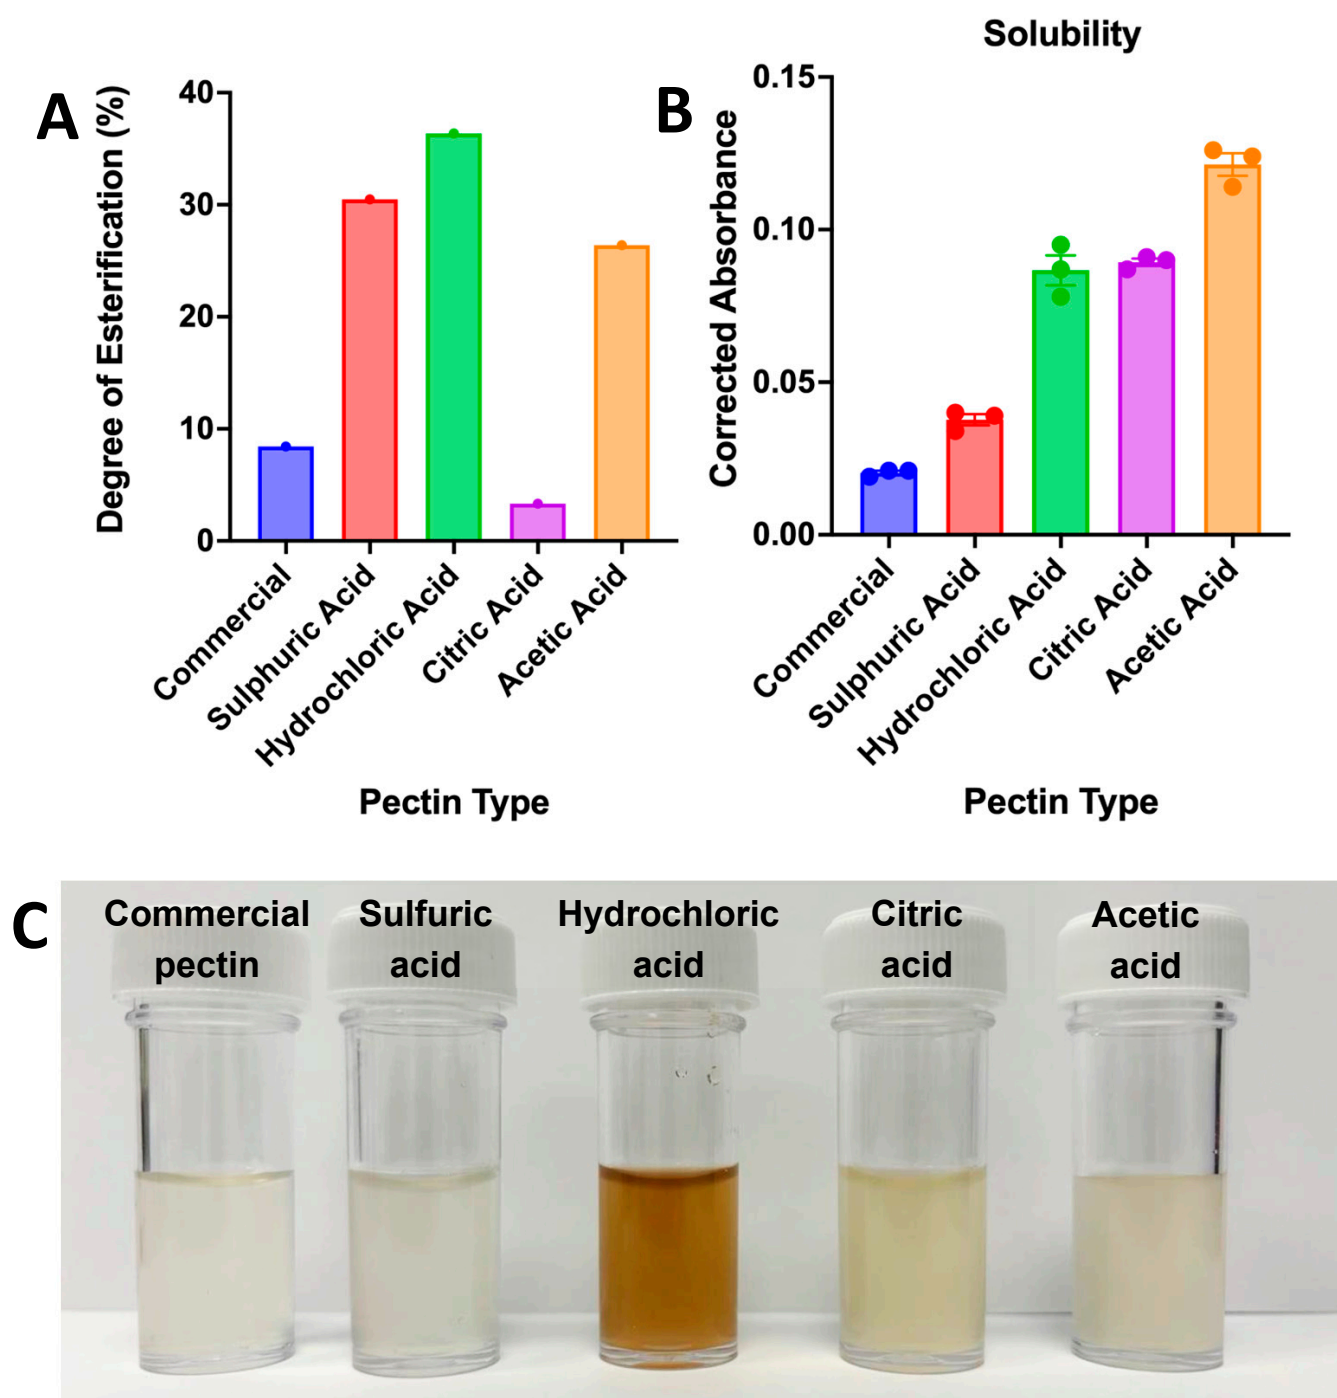 A
Degree of Esterification (%)
40
30
20
10
0
Commercial
Sulphuric Acid
Hydrochloric Acid
Citric Acid
Acetic Acid
Pectin Type
Solubility
B
Corrected Absorbance
0.15
0.10
0.05
0.00
Commercial
Sulphuric Acid
Hydrochloric Acid
Citric Acid
Acetic Acid
Pectin Type
C
Commercial
pectin
Sulfuric
acid
Hydrochloric
acid
Citric
acid
Acetic
acid